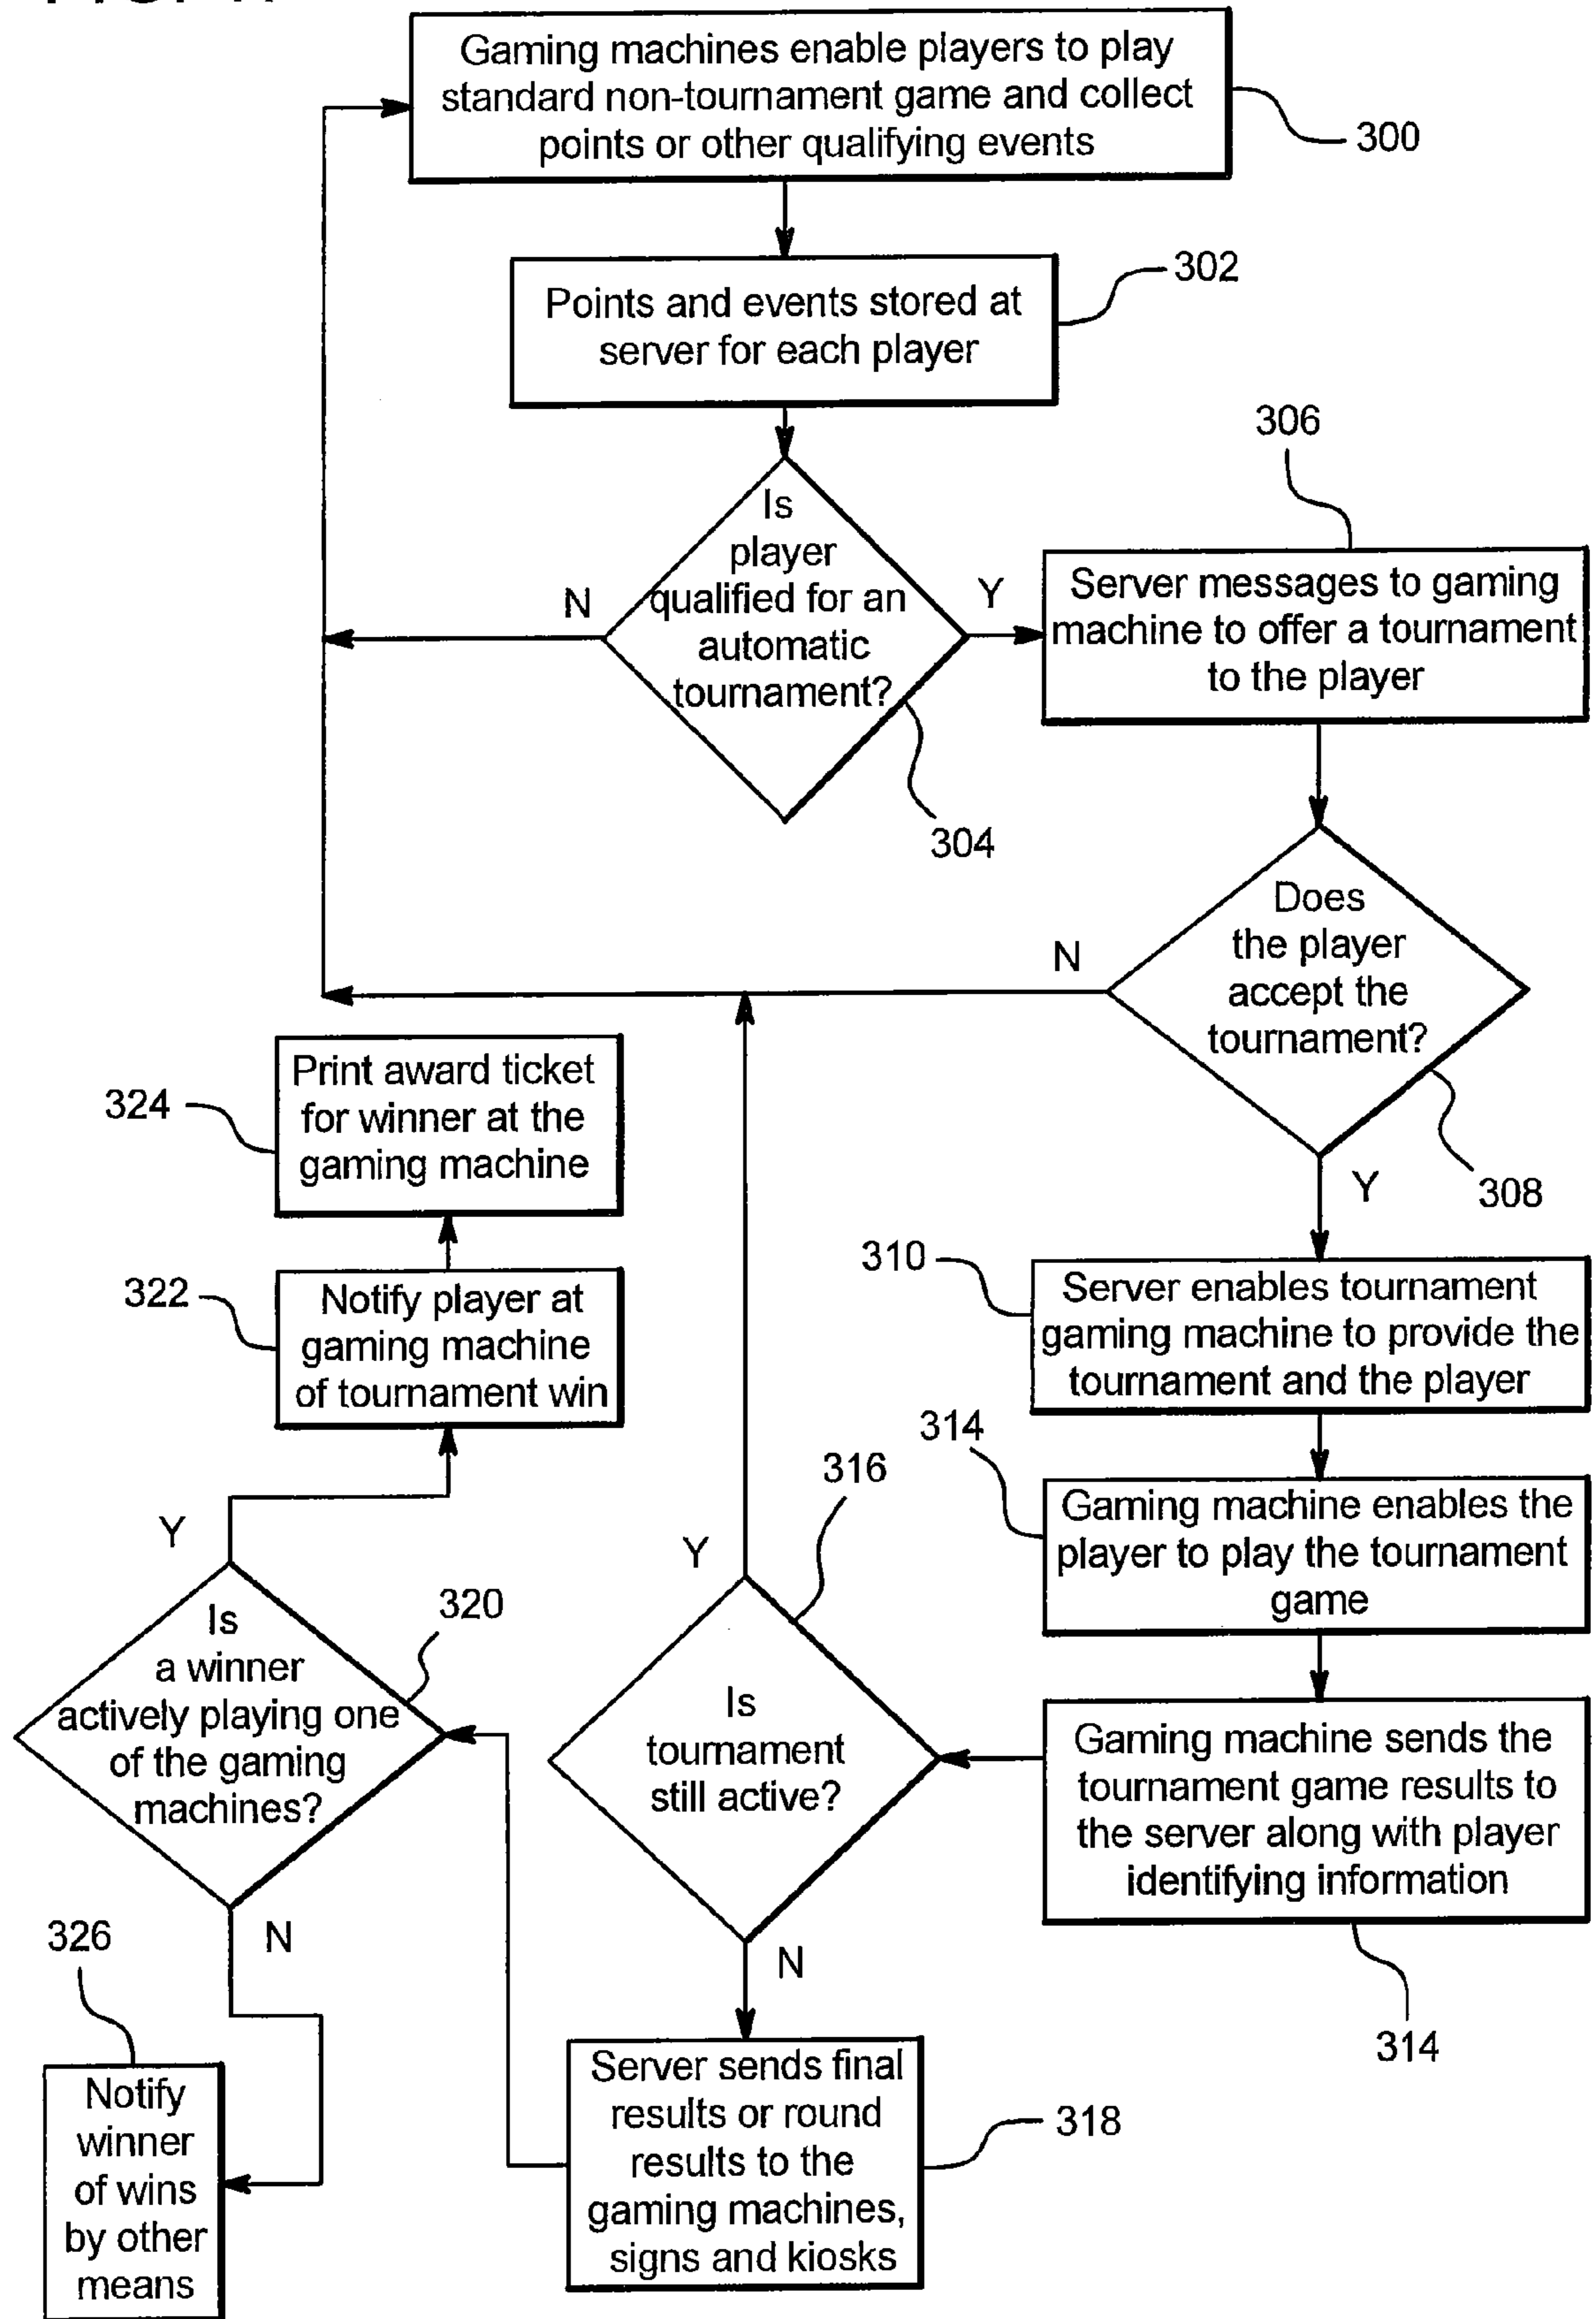 Gaming machines enable players to play
standard non-tournament game and collect
points or other qualifying events
300
Points and events stored at
server for each player
302
Is
player
qualified for an
automatic
tournament?
N
Y
304
306
Server messages to gaming
machine to offer a tournament
to the player
Does
the player
accept the
tournament?
N
Y
308
310
Server enables tournament
gaming machine to provide the
tournament and the player
314
Gaming machine enables the
player to play the tournament
game
Gaming machine sends the
tournament game results to
the server along with player
identifying information
314
316
Is
tournament
still active?
Y
N
Server sends final
results or round
results to the
gaming machines,
signs and kiosks
318
320
Is
a winner
actively playing one
of the gaming
machines?
Y
N
322
Notify player at
gaming machine
of tournament win
324
Print award ticket
for winner at the
gaming machine
326
Notify
winner
of wins
by other
means